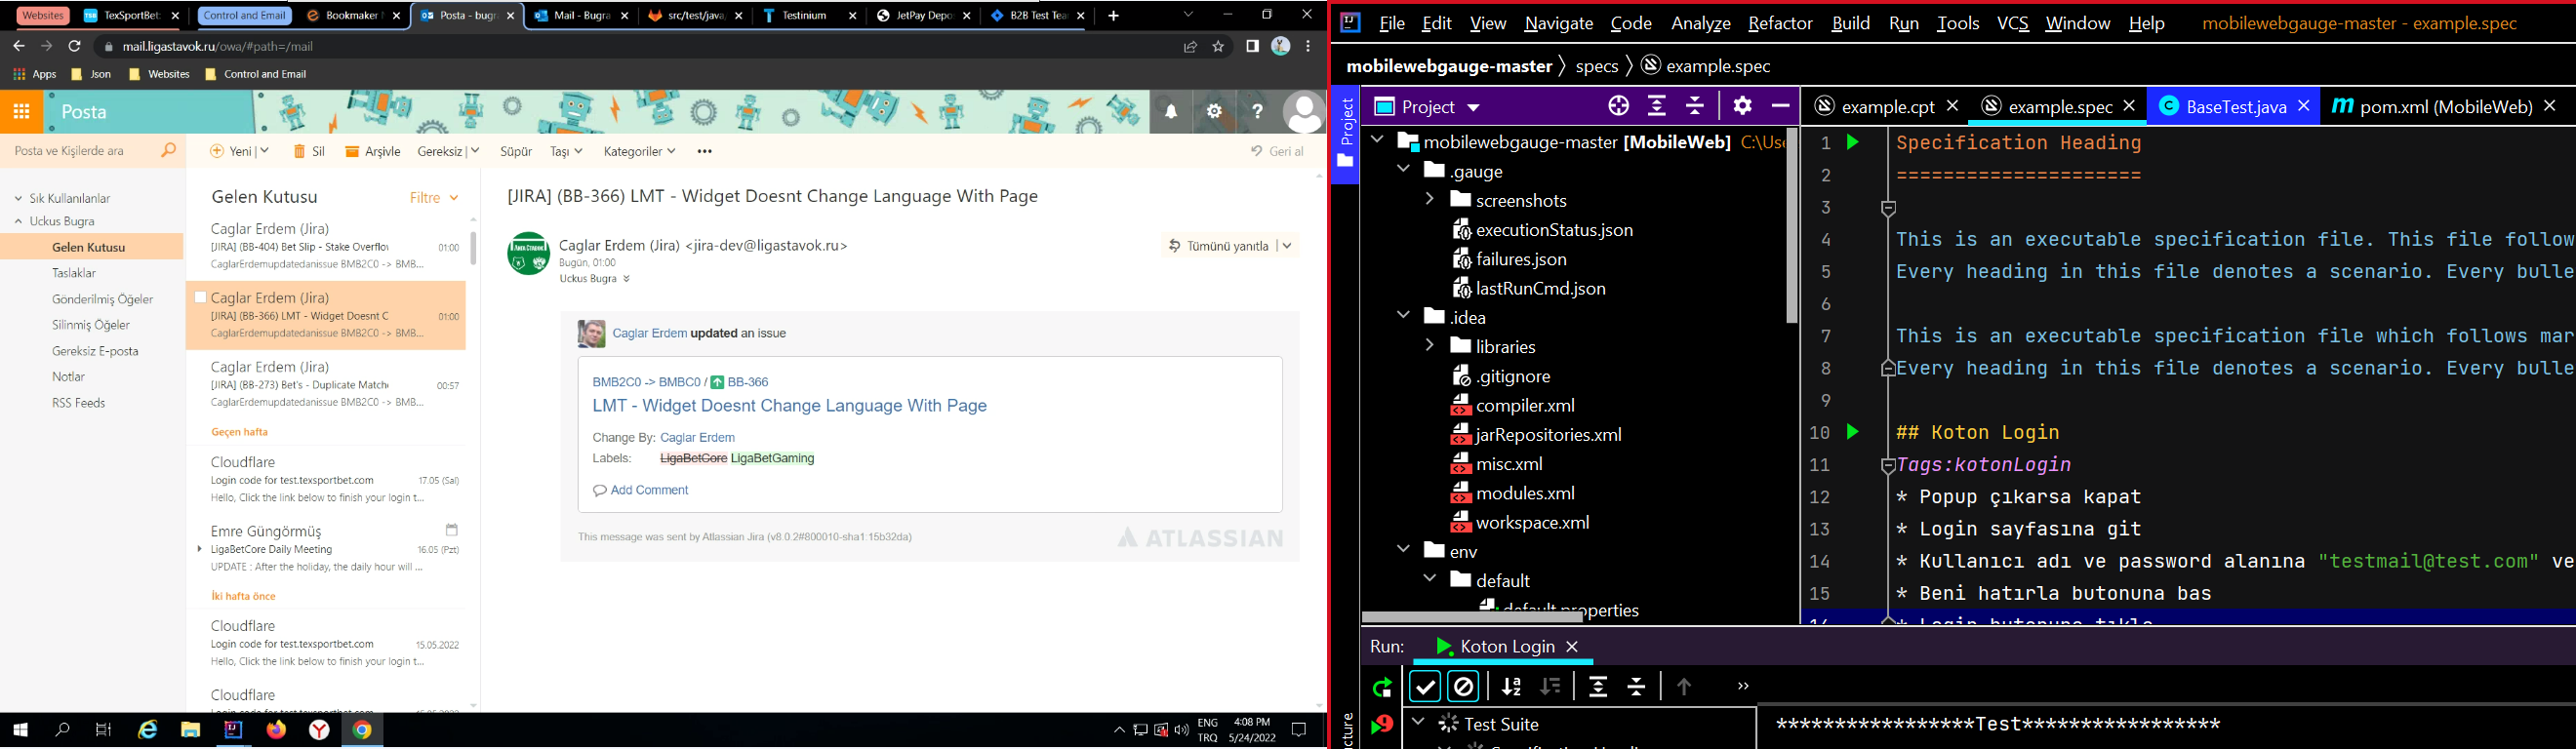 Websites
TexSportBet:
Control and Email
Bookmaker
Posta - bugra
Mail - Bugra
src/test/java/
Testinium
JetPay Depo
B2B Test Tea
mail.ligastavok.ru/owa/#path=/mail
Apps
Json
Websites
Control and Email
Posta
?
Posta ve Kişilerde ara
Yeni
Sil
Arşivle
Gereksiz
Süpür
Taşı
Kategoriler
•••
Geri al
Sık Kullanılanlar
Uckus Bugra
Gelen Kutusu
Taslaklar
Gönderilmiş Öğeler
Silinmiş Öğeler
Gereksiz E-posta
Notlar
RSS Feeds
Gelen Kutusu
Filtre
Caglar Erdem (Jira)
[JIRA] (BB-404) Bet Slip - Stake Overflov
01:00
CaglarErdemupdatedanissue BMB2C0 -> BMB...
Caglar Erdem (Jira)
[JIRA] (BB-366) LMT - Widget Doesnt C
01:00
CaglarErdemupdatedanissue BMB2C0 -> BMB...
Caglar Erdem (Jira)
[JIRA] (BB-273) Bet's - Duplicate Matche
00:57
CaglarErdemupdatedanissue BMB2C0 -> BMB...
Geçen hafta
Cloudflare
Login code for test.texsportbet.com
17.05 (Sal)
Hello, Click the link below to finish your login t...
Emre Güngörmüş
LigaBetCore Daily Meeting
16.05 (Pzt)
UPDATE : After the holiday, the daily hour will ...
İki hafta önce
Cloudflare
Login code for test.texsportbet.com
15.05.2022
Hello, Click the link below to finish your login t...
Cloudflare
[JIRA] (BB-366) LMT - Widget Doesnt Change Language With Page
Caglar Erdem (Jira) <jira-dev@ligastavok.ru>
Bugün, 01:00
Uckus Bugra
Tümünü yanıtla
Caglar Erdem updated an issue
BMB2C0 -> BMBC0 / BB-366
LMT - Widget Doesnt Change Language With Page
Change By: Caglar Erdem
Labels: LigaBetCore LigaBetGaming
Add Comment
This message was sent by Atlassian Jira (v8.0.2#800010-sha1:15b32da)
ATLASSIAN
ENG
TRQ
4:08 PM
5/24/2022
File Edit View Navigate Code Analyze Refactor Build Run Tools VCS Window Help
mobilewebgauge-master - example.spec
mobilewebgauge-master
specs
example.spec
Project
Project
mobilewebgauge-master [MobileWeb] C:\Use
.gauge
screenshots
executionStatus.json
failures.json
lastRunCmd.json
.idea
libraries
.gitignore
compiler.xml
jarRepositories.xml
misc.xml
modules.xml
workspace.xml
env
default
default.properties
example.cpt
example.spec
BaseTest.java
pom.xml (MobileWeb)
1 Specification Heading
2 =====================
3
4 This is an executable specification file. This file follow
5 Every heading in this file denotes a scenario. Every bulle
6
7 This is an executable specification file which follows mar
8 Every heading in this file denotes a scenario. Every bulle
9
10 ## Koton Login
11 Tags:kotonLogin
12 * Popup çıkarsa kapat
13 * Login sayfasına git
14 * Kullanıcı adı ve password alanına "testmail@test.com" ve
15 * Beni hatırla butonuna bas
16 * Login butonuna tıkla
Run:
Koton Login
Test Suite
*****************Test*****************